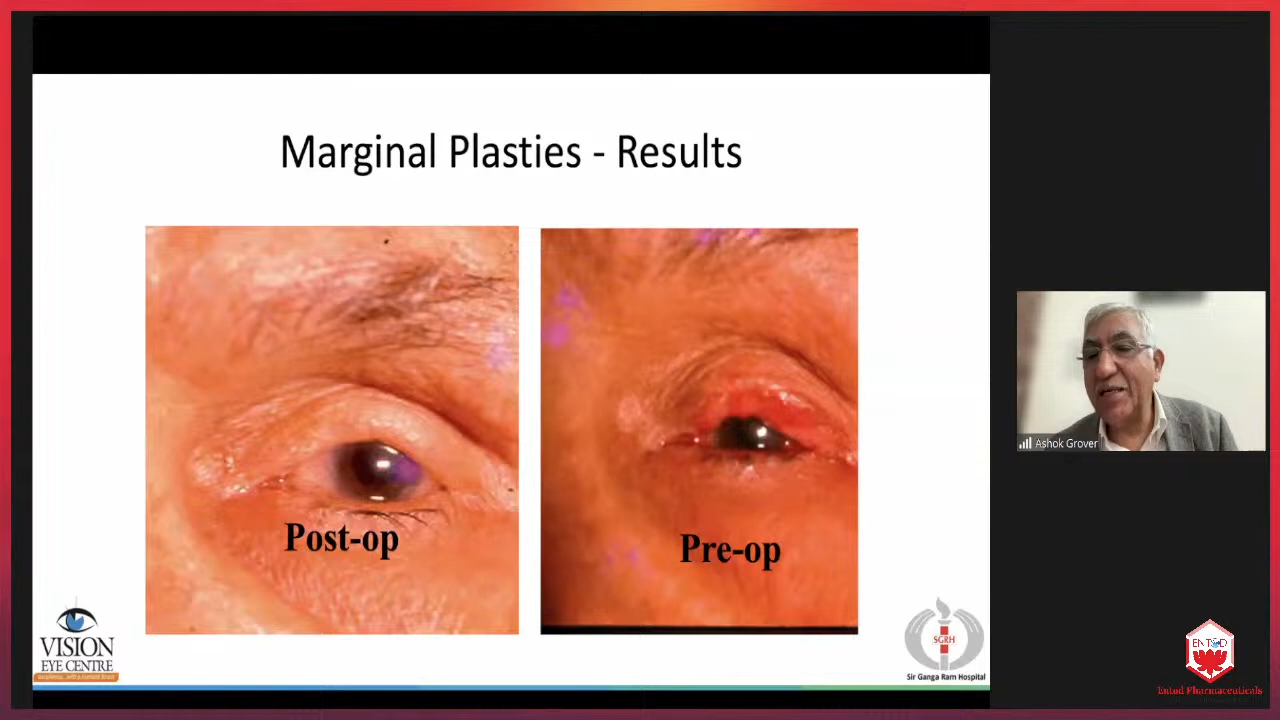 Marginal Plasties - Results
Post-op
Pre-op
VISION
EYE CENTRE
SGRH
Sir Ganga Ram Hospital
Ashok Grover
ENTOD
Entod Pharmaceuticals